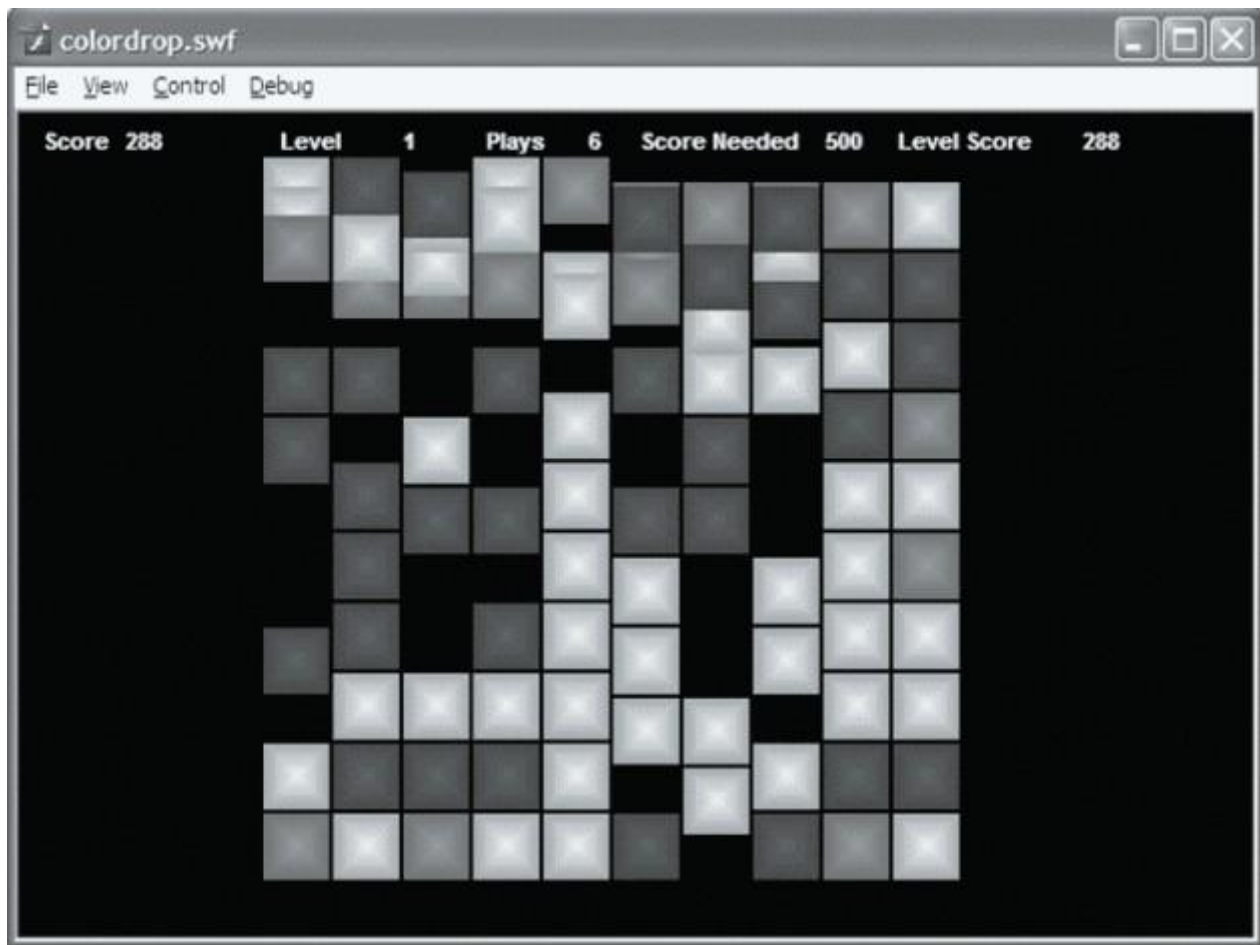 colordrop.swf
File View Control Debug
Score 288 Level 1 Plays 6 Score Needed 500 Level Score 288